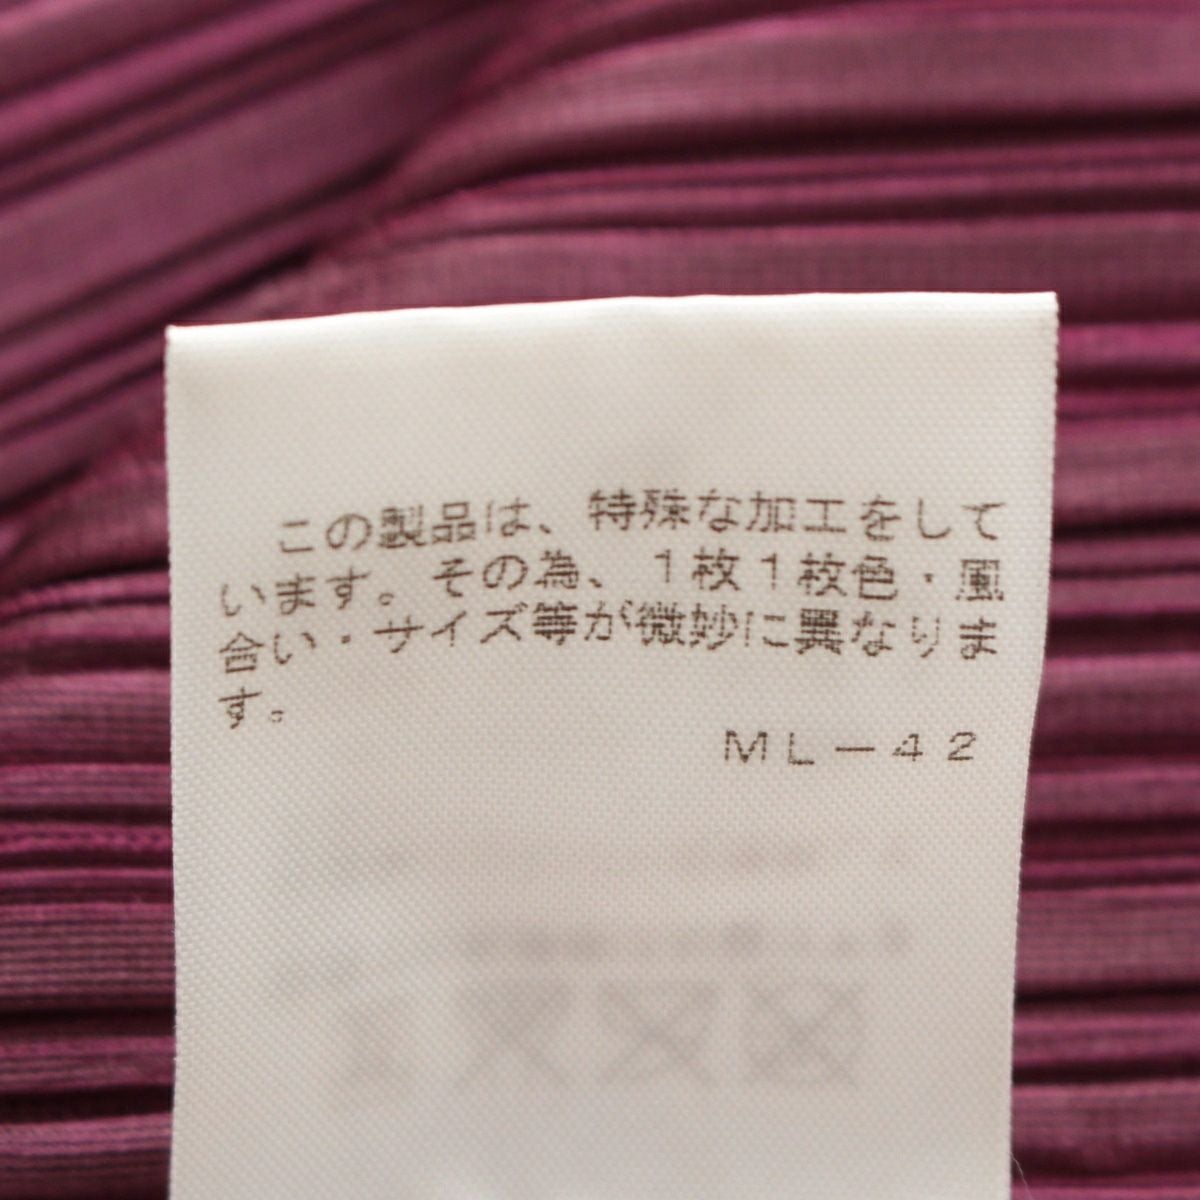 この製品は、特殊な加工をして
います。その為、1枚1枚色・風
合い・サイズ等が微妙に異なりま
す。
ML-42